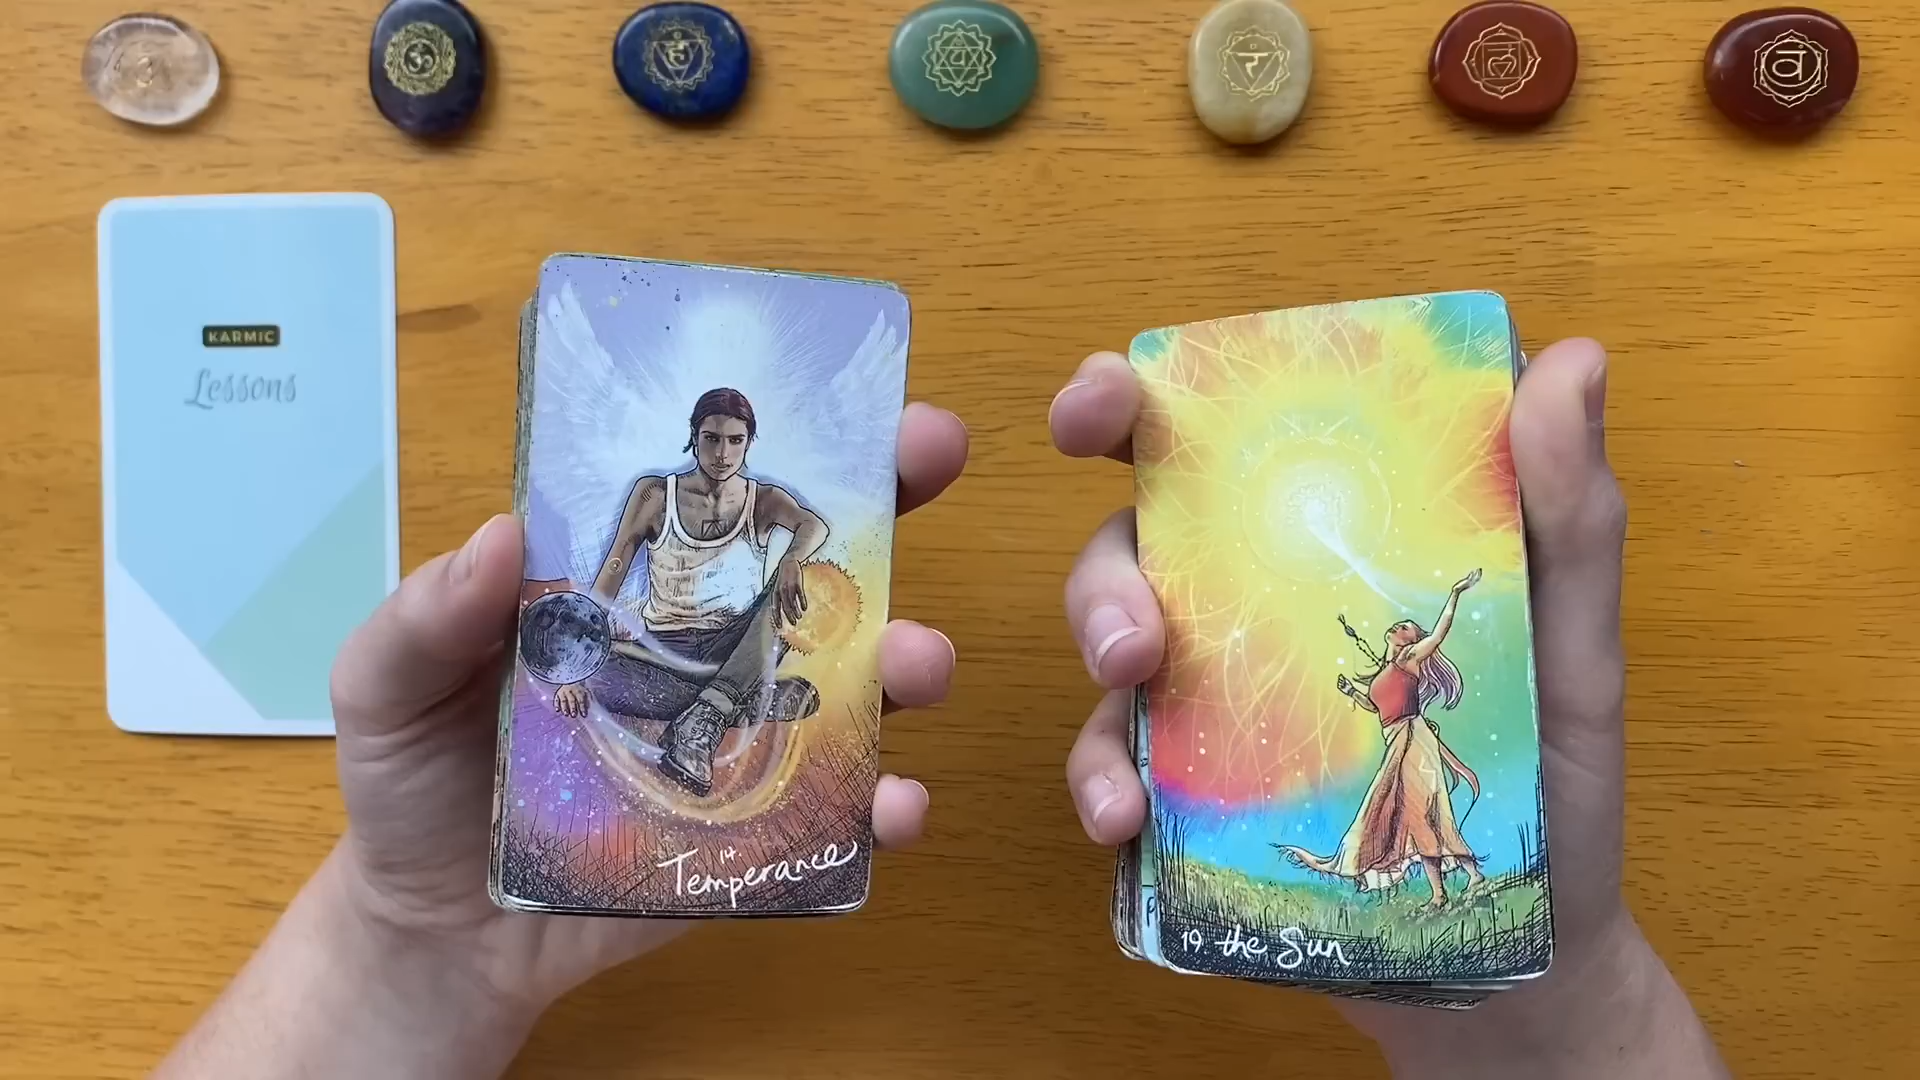 ॐ
हं
यं
रं
लं
वं
KARMIC
Lessons
14.
Temperance
19 the Sun